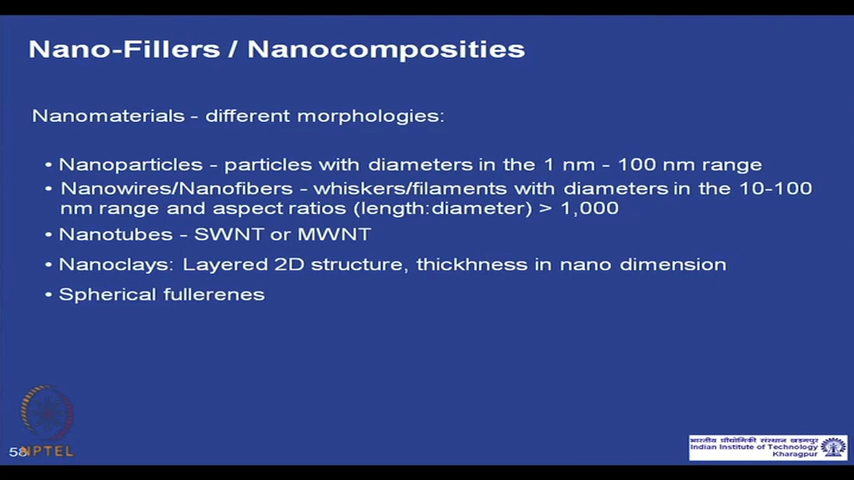 Nano-Fillers / Nanocomposities
Nanomaterials - different morphologies:
• Nanoparticles - particles with diameters in the 1 nm - 100 nm range
• Nanowires/Nanofibers - whiskers/filaments with diameters in the 10-100
nm range and aspect ratios (length:diameter) > 1,000
• Nanotubes - SWNT or MWNT
• Nanoclays: Layered 2D structure, thickhness in nano dimension
• Spherical fullerenes
58
NPTEL
भारतीय प्रौद्योगिकी संस्थान खड़गपुर
Indian Institute of Technology
Kharagpur